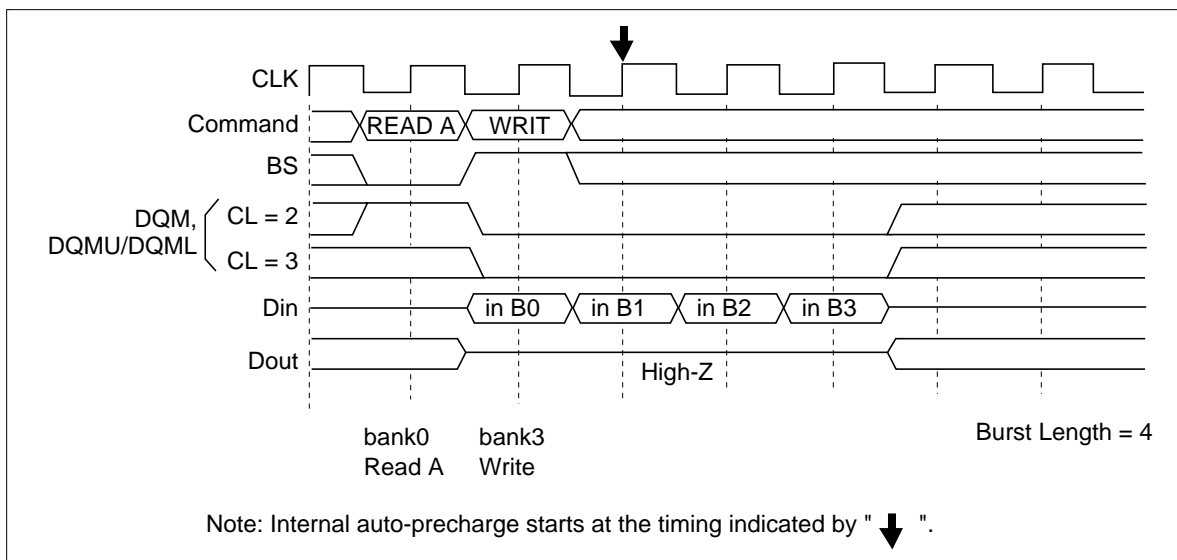 CLK
Command READ A WRIT
BS
DQM, DQMU/DQML CL = 2
CL = 3
Din in B0 in B1 in B2 in B3
Dout High-Z
bank0 bank3 Burst Length = 4
Read A Write
Note: Internal auto-precharge starts at the timing indicated by " ".